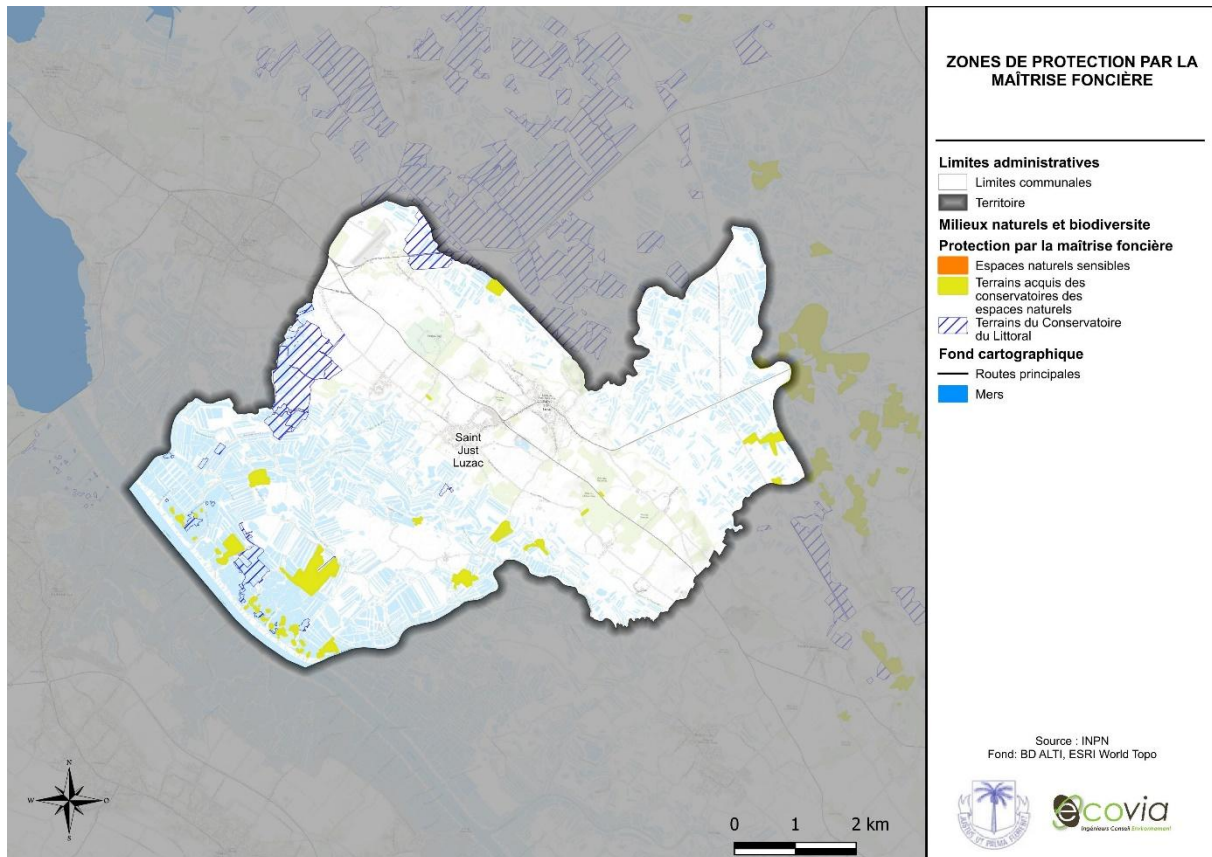 ZONES DE PROTECTION PAR LA
MAÎTRISE FONCIÈRE
Limites administratives
Limites communales
Territoire
Milieux naturels et biodiversite
Protection par la maîtrise foncière
Espaces naturels sensibles
Terrains acquis des
conservatoires des
espaces naturels
Terrains du Conservatoire
du Littoral
Fond cartographique
Routes principales
Mers
Saint
Just
Luzac
N
W
O
S
0 1 2 km
Source : INPN
Fond: BD ALTI, ESRI World Topo
ecovia
Ingénieurs Conseil Environnement